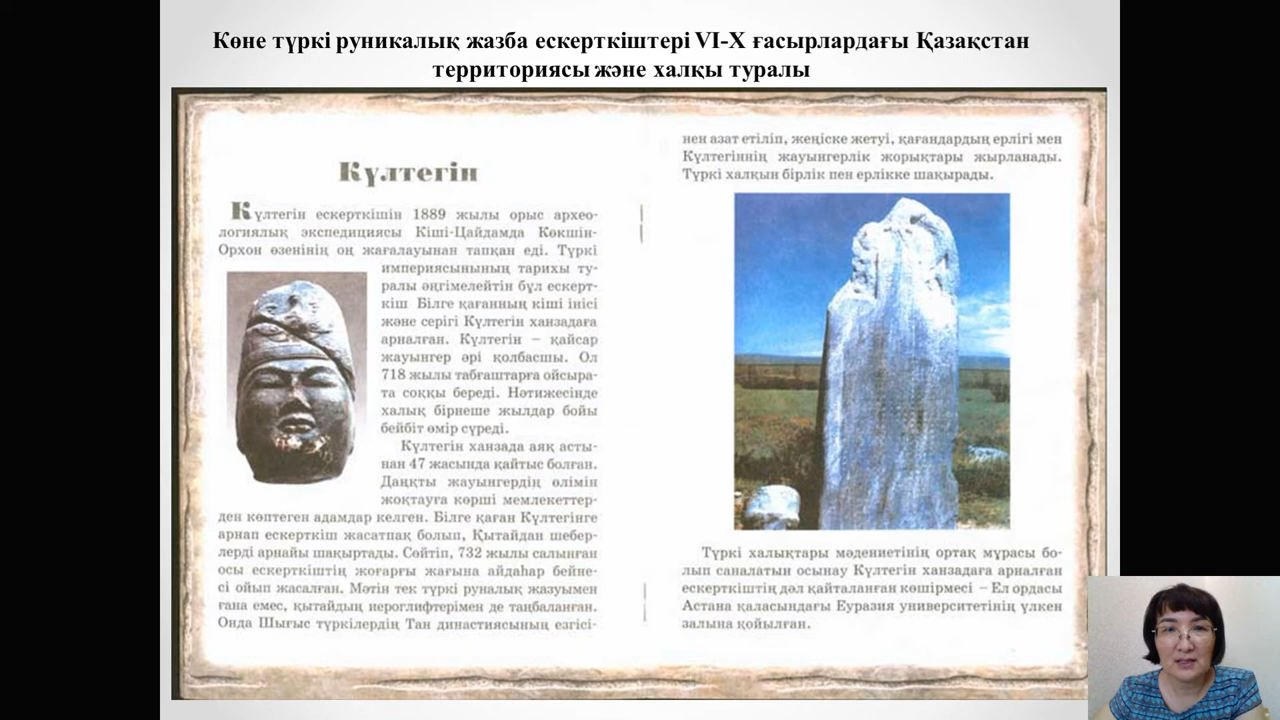 Көне түркі руникалық жазба ескерткіштері VI-X ғасырлардағы Қазақстан
территориясы және халқы туралы
Күлтегін
Күлтегін ескерткішін 1889 жылы орыс архео-
логиялық экспедициясы Кіші-Цайдамда Көкшін-
Орхон өзенінің оң жағалауынан тапқан еді. Түркі
империясынының тарихы ту-
ралы әңгімелейтін бұл ескерт-
кіш Білге қағанның кіші інісі
және серігі Күлтегін ханзадаға
арналған. Күлтегін – қайсар
жауынгер әрі қолбасшы. Ол
718 жылы табғаштарға ойсыра-
та соққы береді. Нәтижесінде
халық бірнеше жылдар бойы
бейбіт өмір сүреді.
Күлтегін ханзада аяқ асты-
нан 47 жасында қайтыс болған.
Даңқты жауынгердің өлімін
жоқтауға көрші мемлекеттер-
ден көптеген адамдар келген. Білге қаған Күлтегінге
арнап ескерткіш жасатпақ болып, Қытайдан шебер-
лерді арнайы шақыртады. Сөйтіп, 732 жылы салынған
осы ескерткіштің жоғарғы жағына айдаһар бейне-
сі ойып жасалған. Мәтін тек түркі руналық жазуымен
ғана емес, қытайдың иероглифтерімен де таңбаланған.
Онда Шығыс түркілердің Тан династиясының езгісі-
нен азат етіліп, жеңіске жетуі, қағандардың ерлігі мен
Күлтегіннің жауынгерлік жорықтары жырланады.
Түркі халқын бірлік пен ерлікке шақырады.
Түркі халықтары мәдениетінің ортақ мұрасы бо-
лып саналатын осынау Күлтегін ханзадаға арналған
ескерткіштің дәл қайталанған көшірмесі – Ел ордасы
Астана қаласындағы Еуразия университетінің үлкен
залына қойылған.